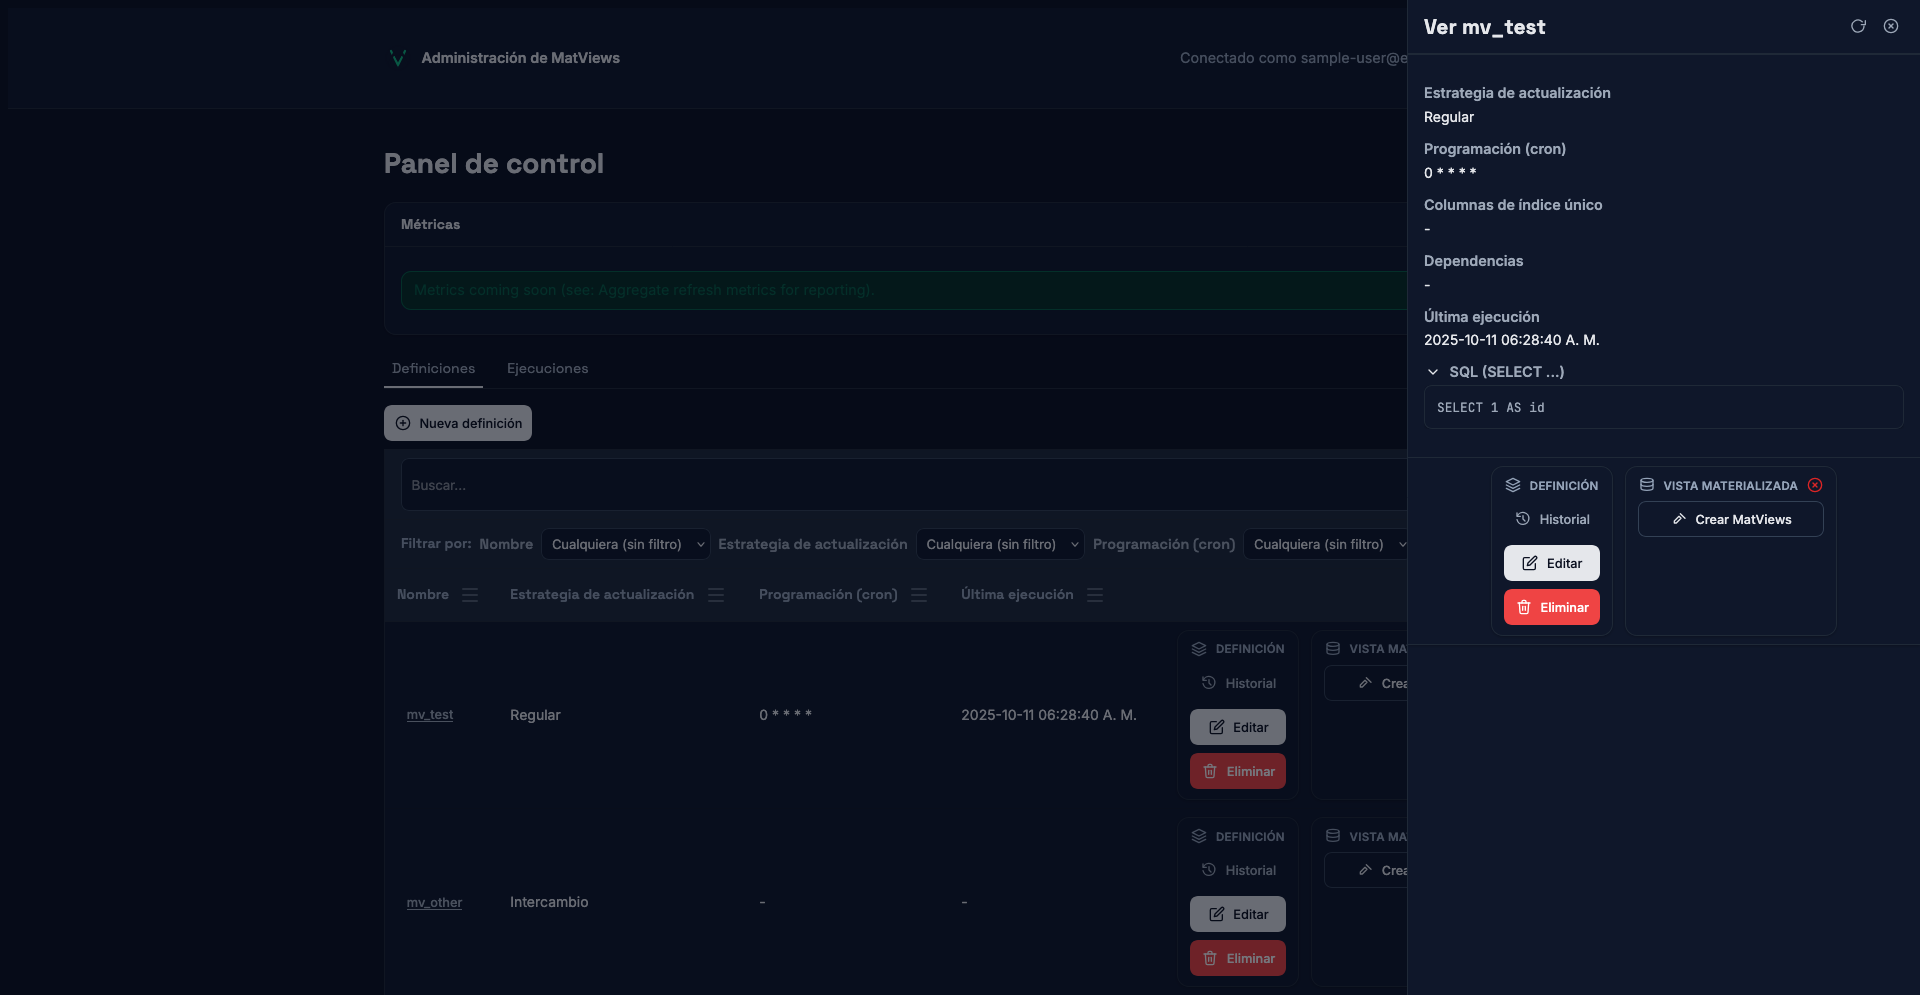 Administración de MatViews
Conectado como sample-user@e
Panel de control
Métricas
Metrics coming soon (see: Aggregate refresh metrics for reporting).
Definiciones Ejecuciones
Nueva definición
Buscar...
Filtrar por: Nombre Cualquiera (sin filtro) Estrategia de actualización Cualquiera (sin filtro) Programación (cron) Cualquiera (sin filtro)
Nombre Estrategia de actualización Programación (cron) Última ejecución
mv_test Regular 0 * * * * 2025-10-11 06:28:40 A. M.
DEFINICIÓN
Historial
Editar
Eliminar
VISTA MA
Crea
mv_other Intercambio - -
DEFINICIÓN
Historial
Editar
Eliminar
VISTA MA
Crea
Ver mv_test
Estrategia de actualización
Regular
Programación (cron)
0 * * * *
Columnas de índice único
-
Dependencias
-
Última ejecución
2025-10-11 06:28:40 A. M.
SQL (SELECT ...)
SELECT 1 AS id
DEFINICIÓN
Historial
Editar
Eliminar
VISTA MATERIALIZADA
Crear MatViews